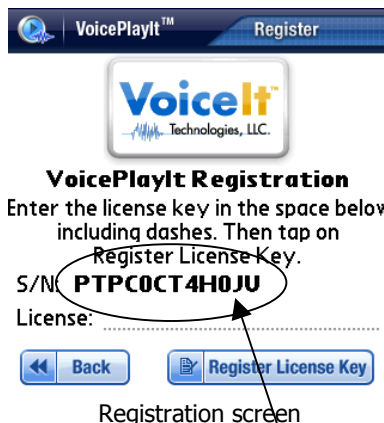 VoicePlayIt™ Register
VoiceIt
Technologies, LLC.
VoicePlayIt Registration
Enter the license key in the space below
including dashes. Then tap on
Register License Key.
S/N: PTPC0CT4H0JU
License:
Back Register License Key
Registration screen